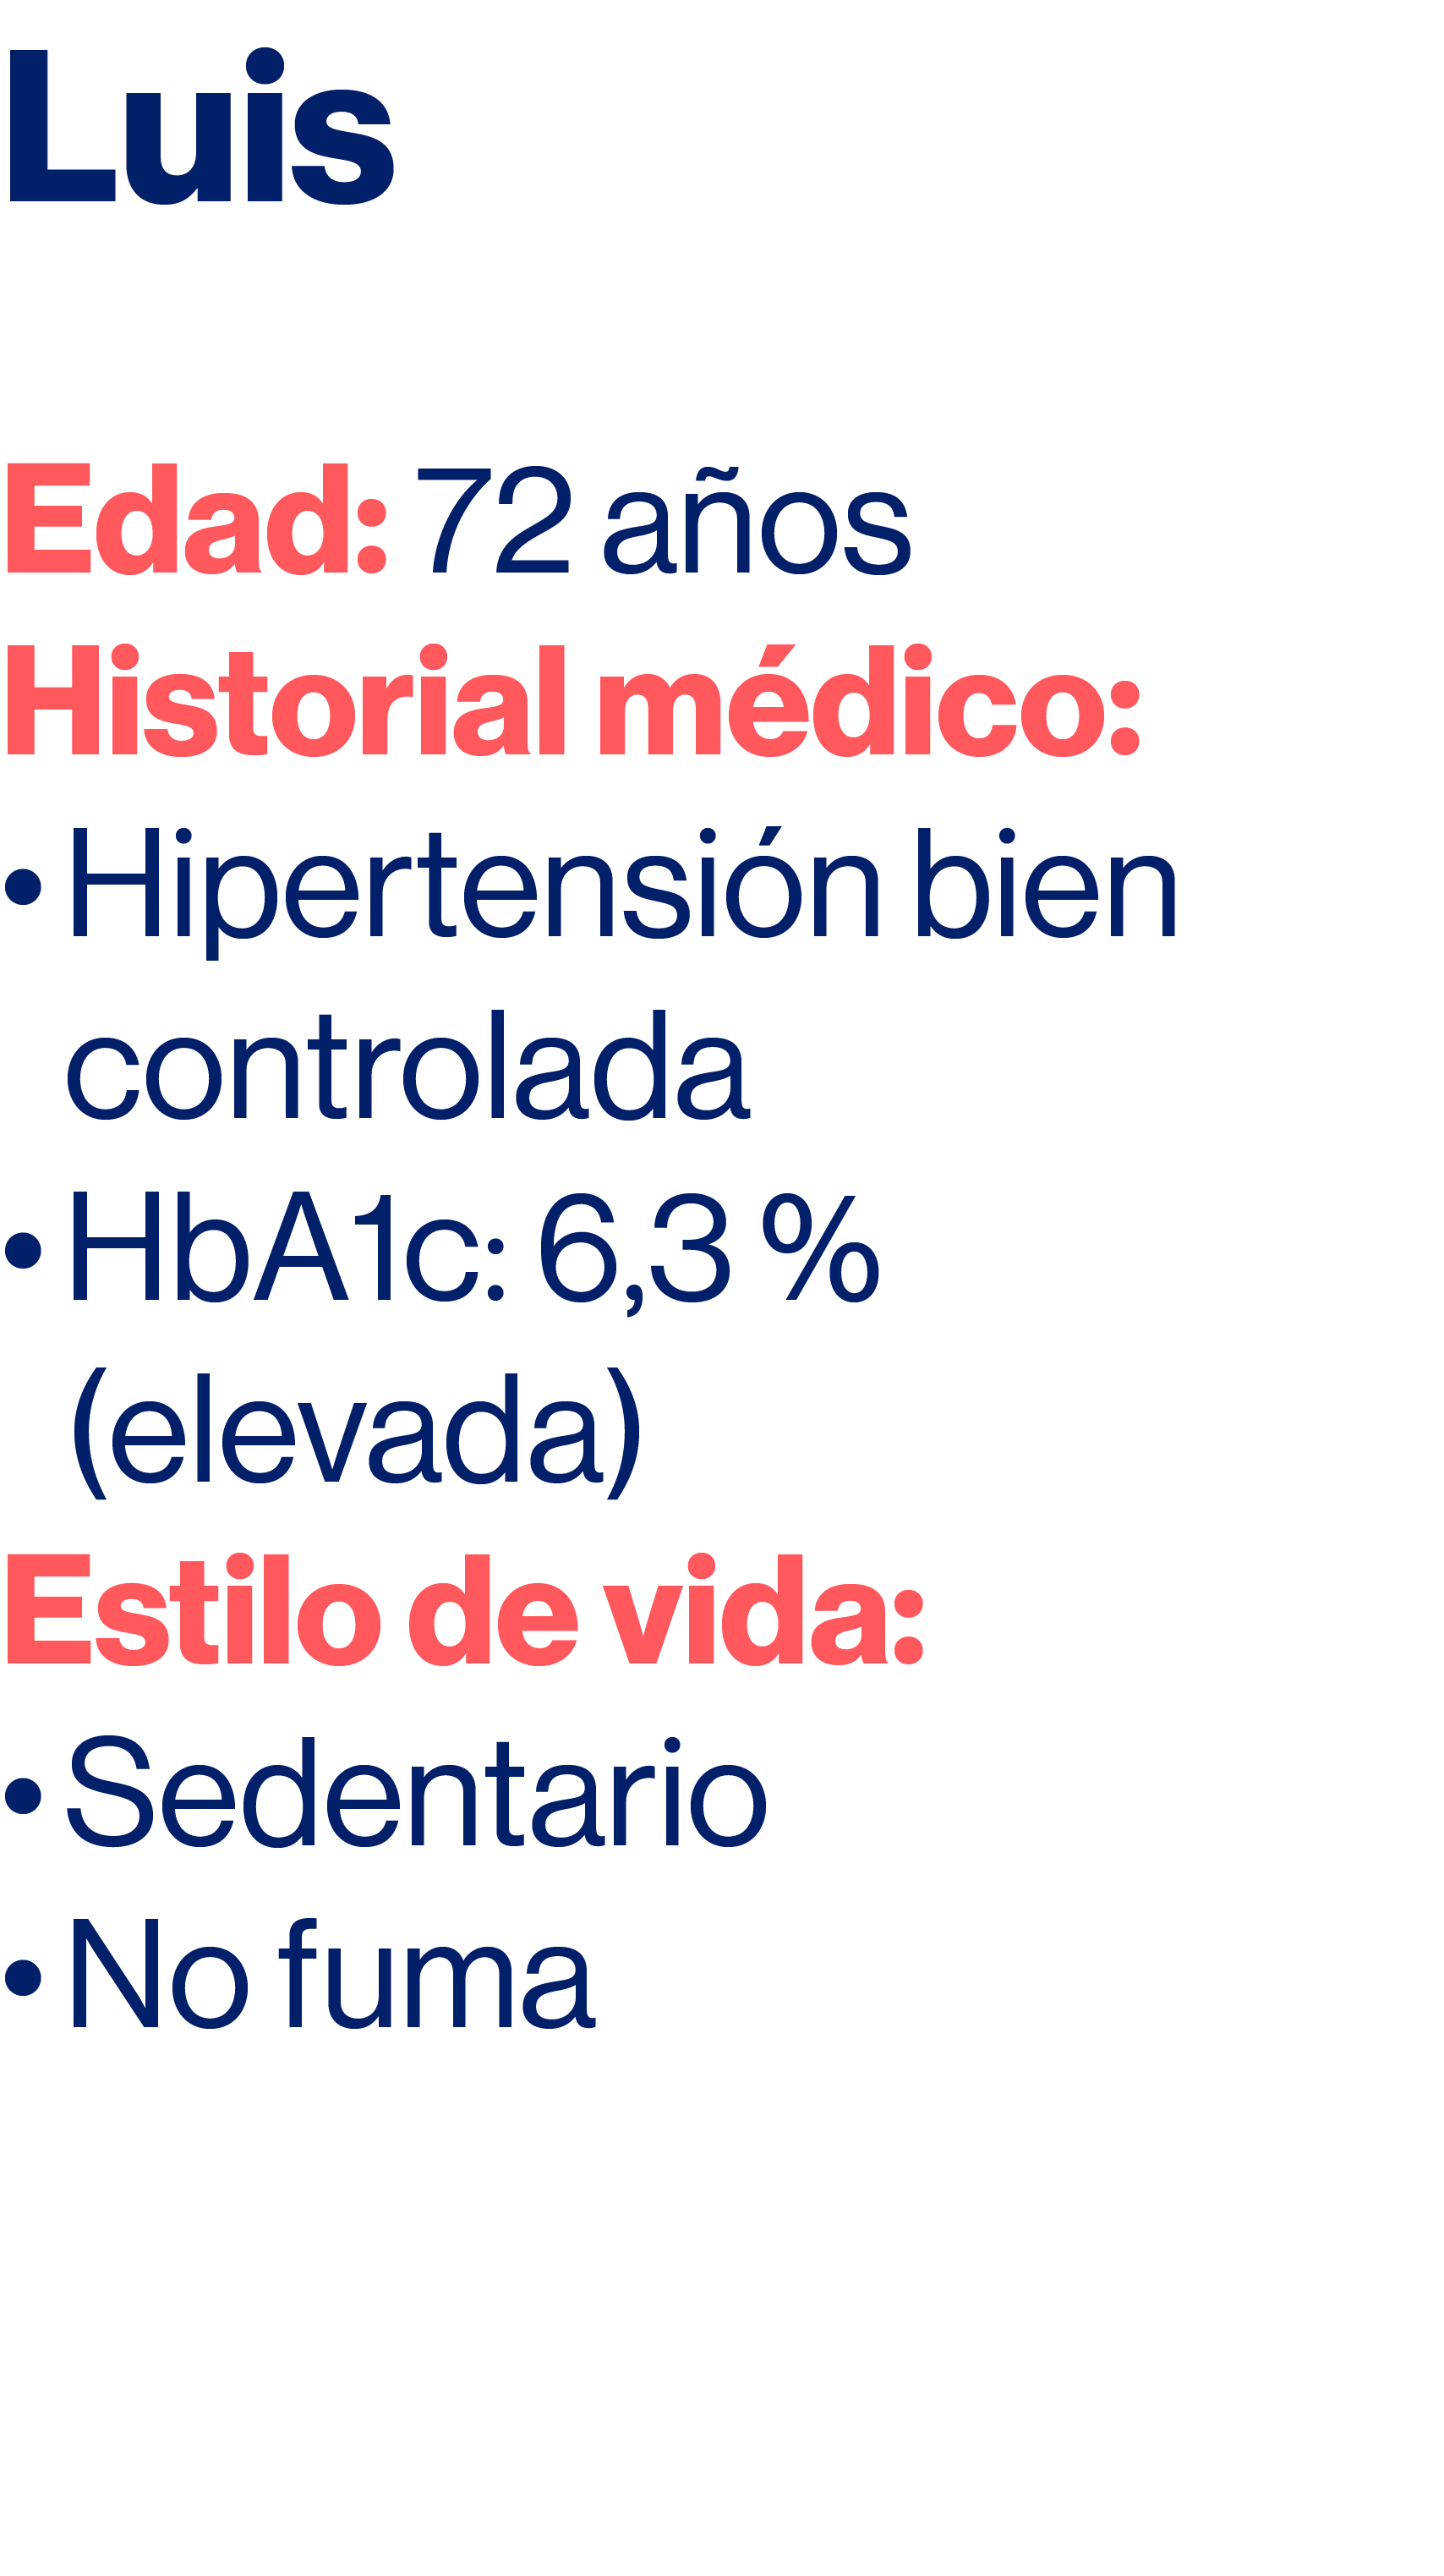 Luis
Edad: 72 años
Historial médico:
• Hipertensión bien
controlada
• HbA1c: 6,3 %
(elevada)
Estilo de vida:
• Sedentario
• No fuma